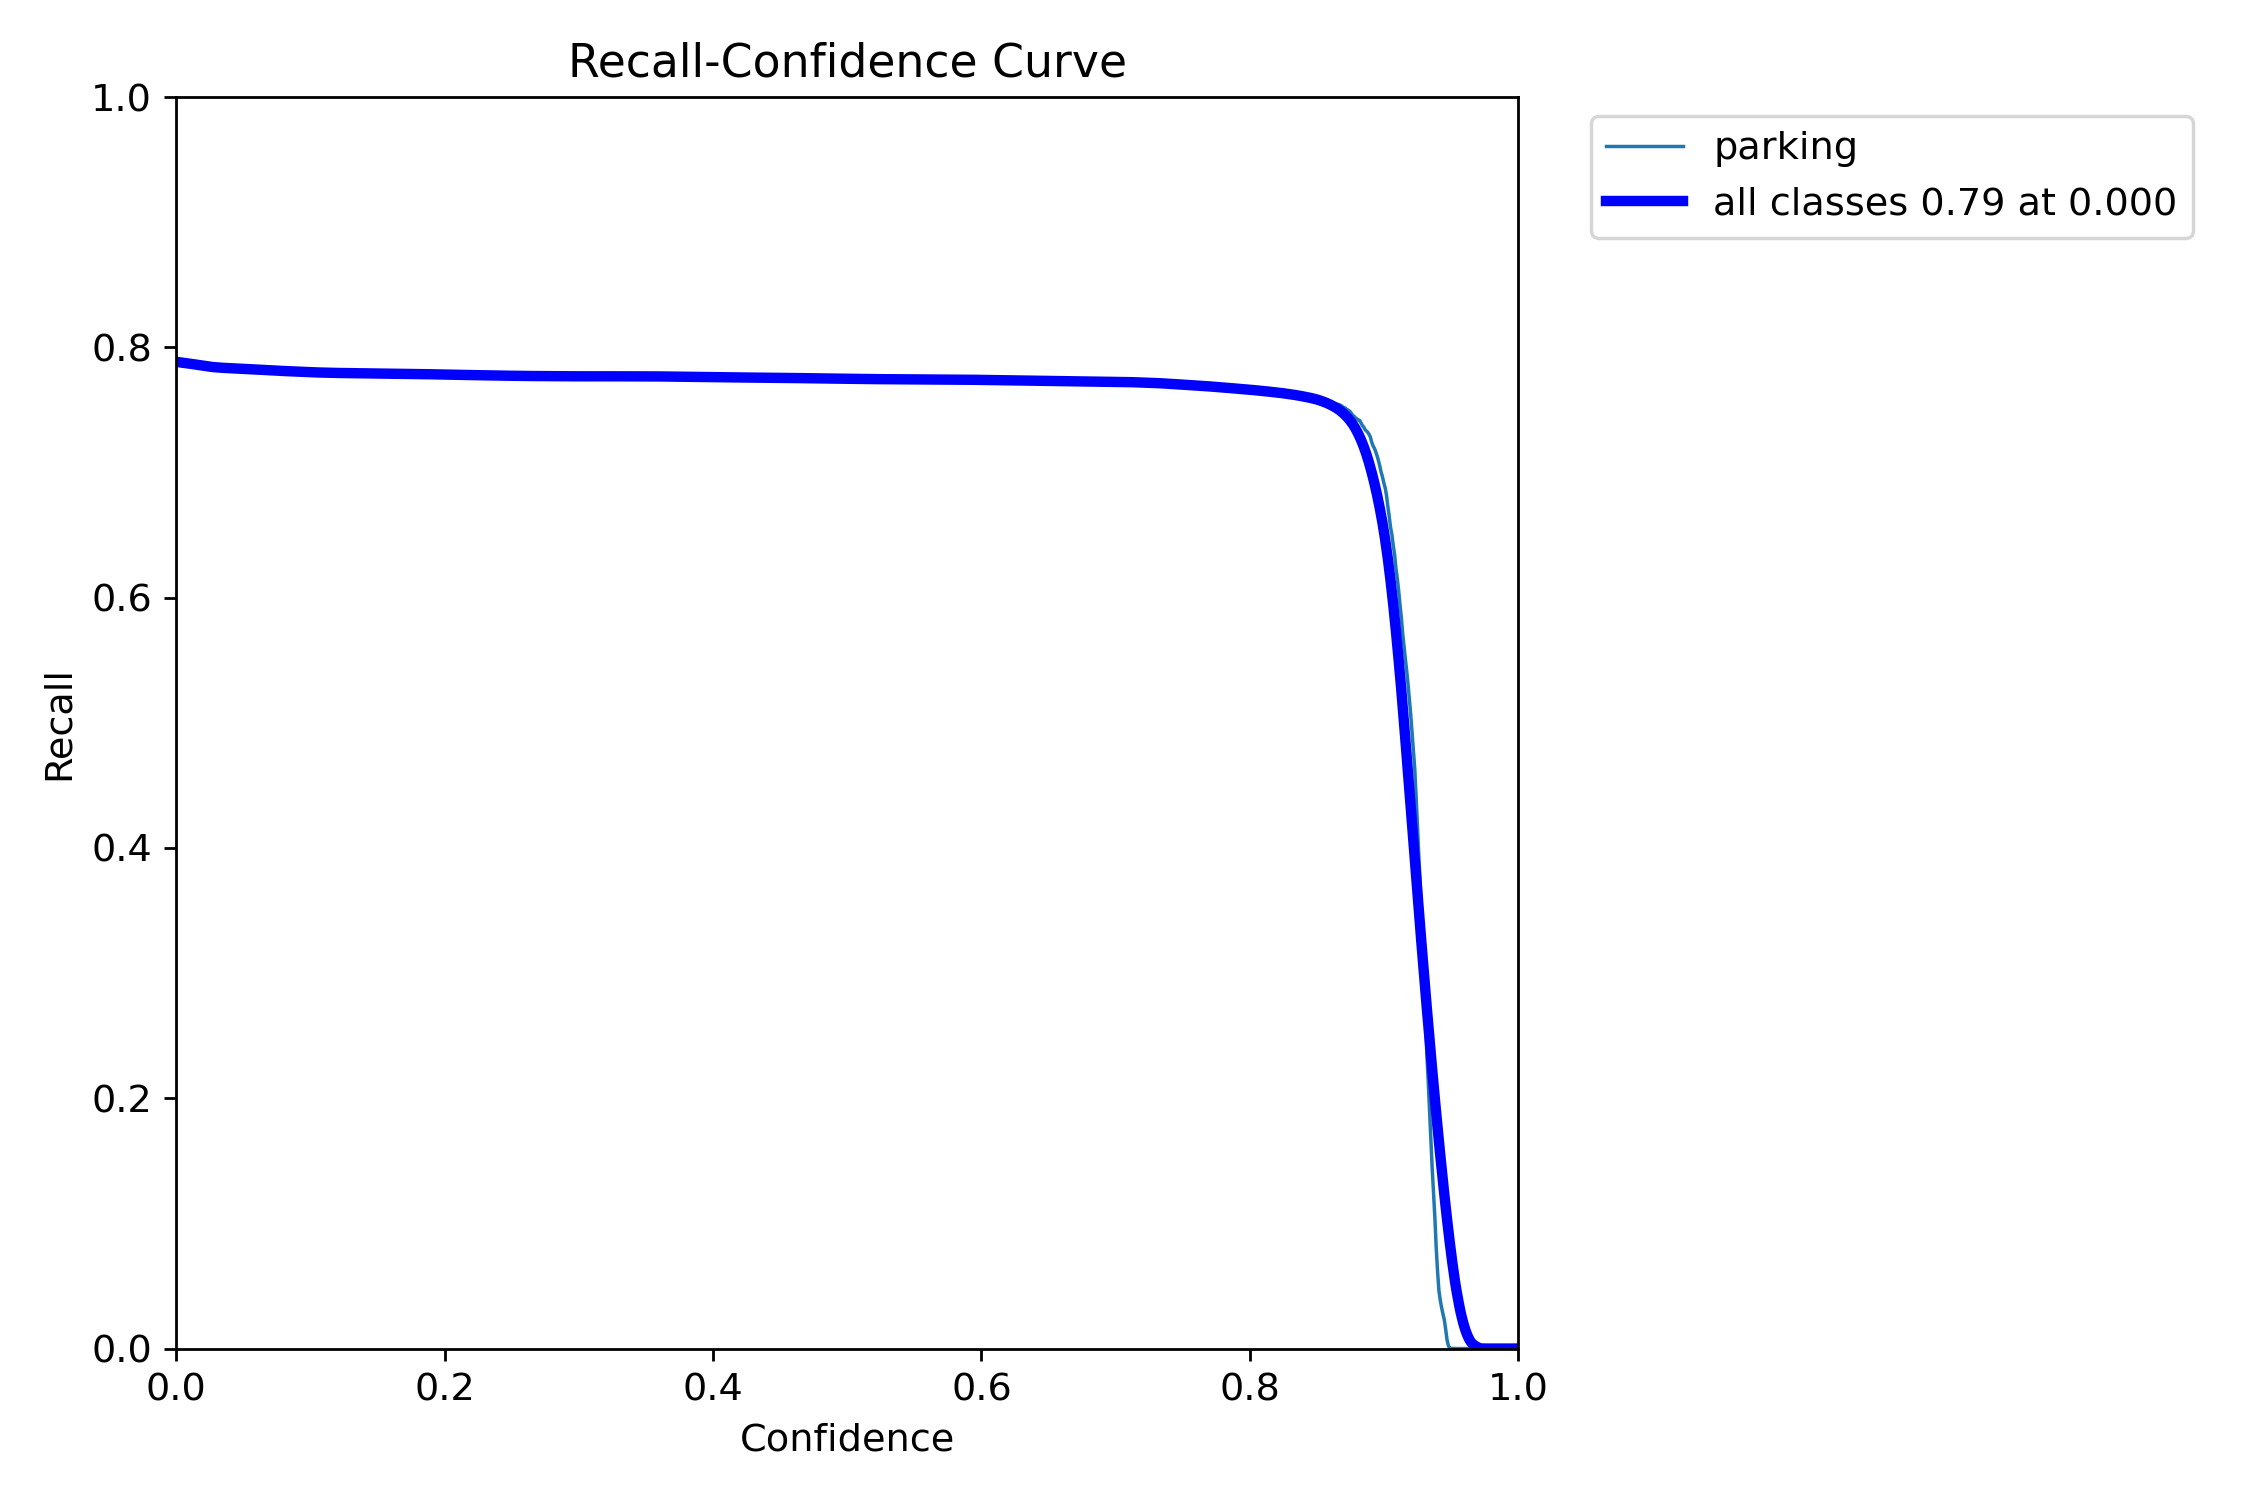 Recall-Confidence Curve
1.0
0.8
0.6
0.4
0.2
0.0
Recall
0.0 0.2 0.4 0.6 0.8 1.0
Confidence
parking
all classes 0.79 at 0.000